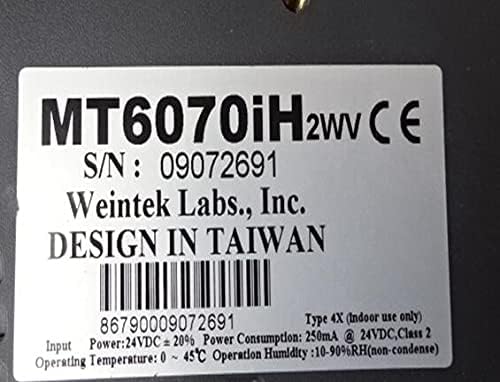 MT6070iH2WV CE
S/N : 09072691
Weintek Labs., Inc.
DESIGN IN TAIWAN
86790009072691
Type 4X (Indoor use only)
Input Power:24VDC ± 20% Power Consumption: 250mA @ 24VDC,Class 2
Operating Temperature: 0 ~ 45℃ Operation Humidity :10-90%RH(non-condense)